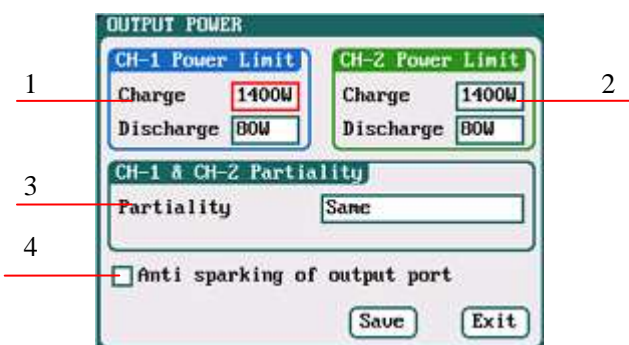 OUTPUT POWER
CH-1 Power Limit
CH-2 Power Limit
1
Charge
1400W
Charge
1400W
2
Discharge
80W
Discharge
80W
CH-1 & CH-2 Partiality
3
Partiality
Same
4
Anti sparking of output port
Save
Exit